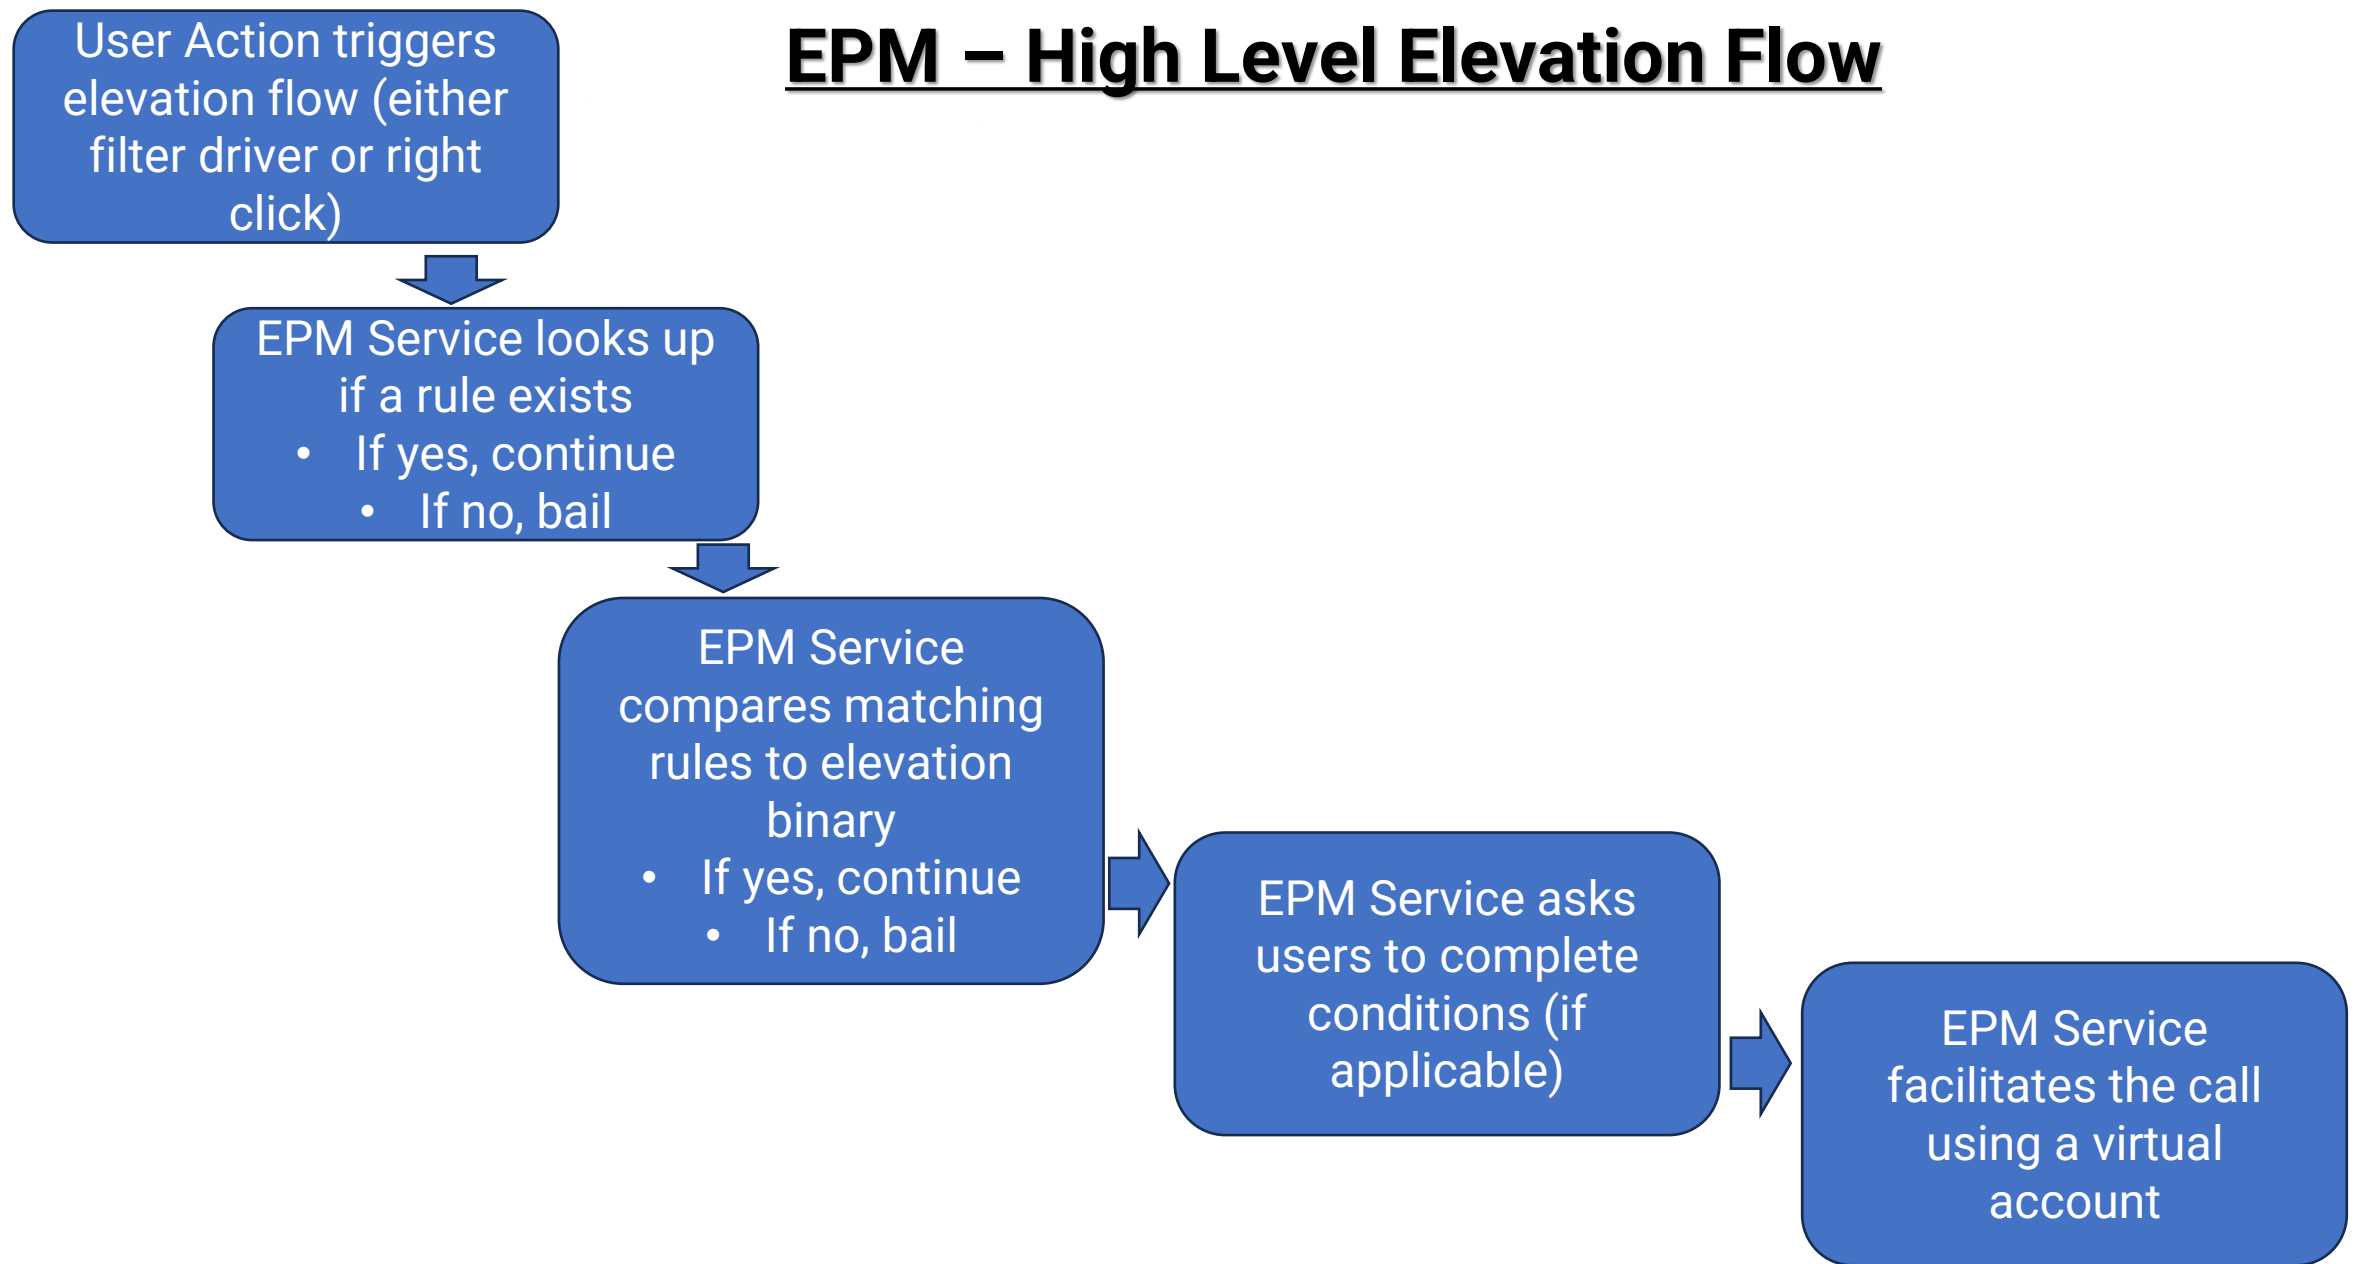 EPM – High Level Elevation Flow
User Action triggers
elevation flow (either
filter driver or right
click)
EPM Service looks up
if a rule exists
• If yes, continue
• If no, bail
EPM Service
compares matching
rules to elevation
binary
• If yes, continue
• If no, bail
EPM Service asks
users to complete
conditions (if
applicable)
EPM Service
facilitates the call
using a virtual
account